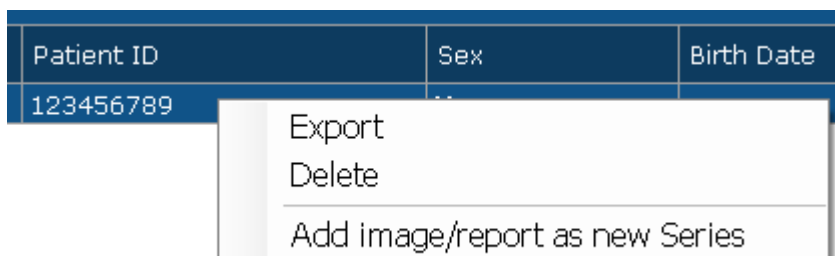 Patient ID Sex Birth Date
123456789
Export
Delete
Add image/report as new Series